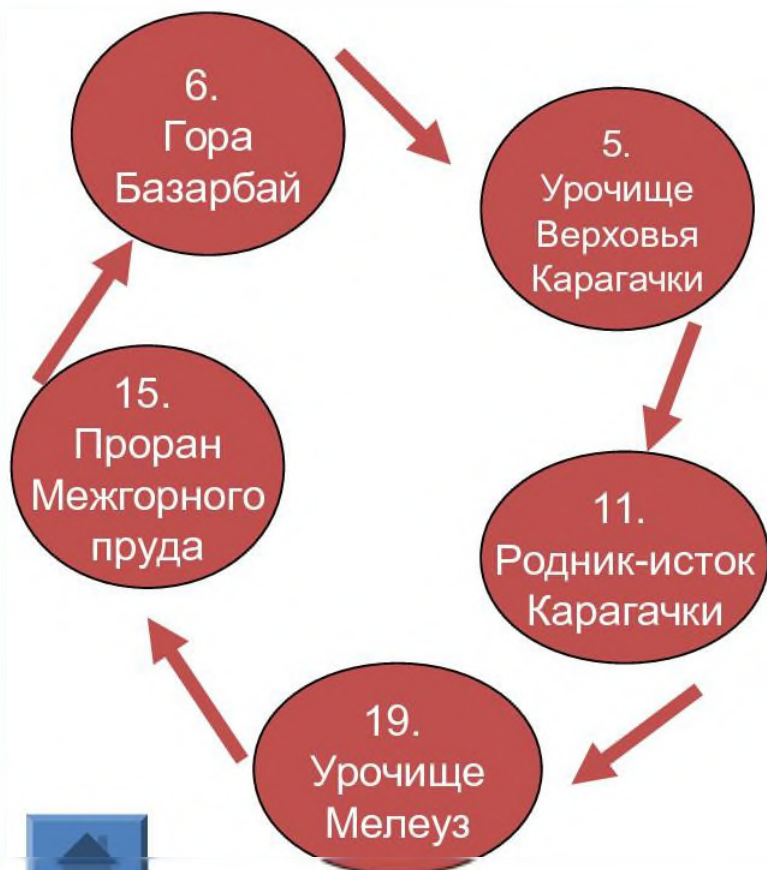 6.
Гора
Базарбай
5.
Урочище
Верховья
Карагачки
15.
Проран
Межгорного
пруда
11.
Родник-исток
Карагачки
19.
Урочище
Мелеуз